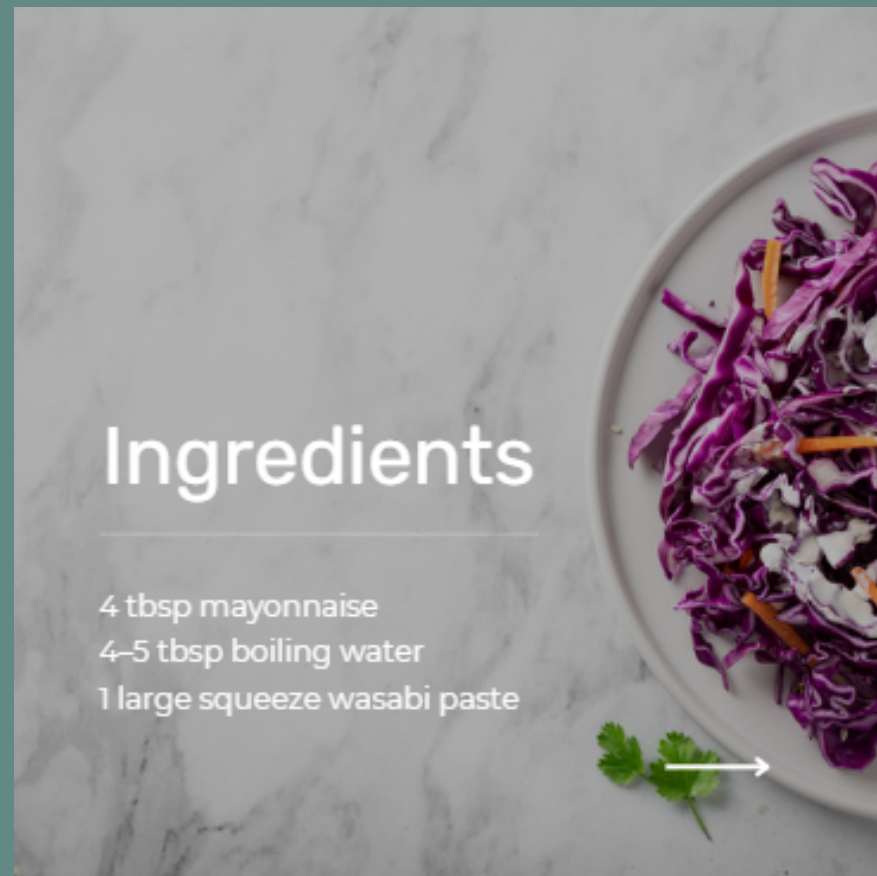 Ingredients
4 tbsp mayonnaise
4–5 tbsp boiling water
1 large squeeze wasabi paste